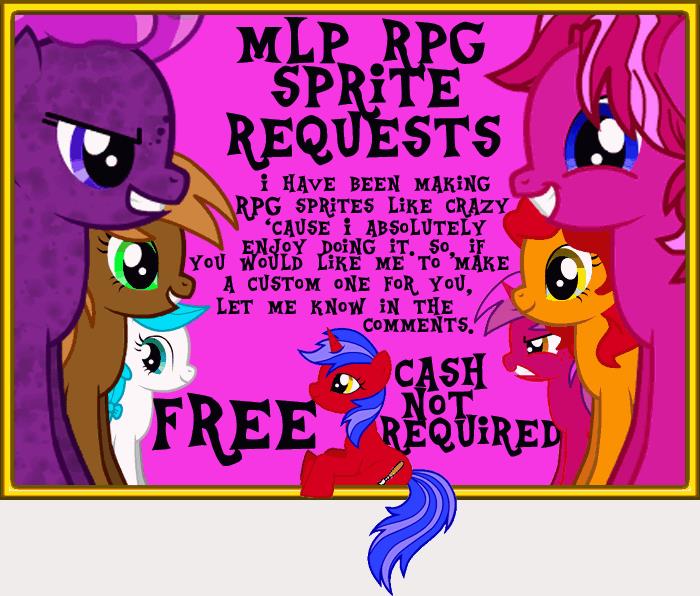 MLP RPG
SPRiTE
REQUESTS
i HAVE BEEN MAKING
RPG SPRITES LIKE CRAZY
'CAUSE i ABSOLUTELY
ENJOY DOING IT. SO, iF
YOU WOULD LIKE ME TO MAKE
A CUSTOM ONE FOR YOU,
LET ME KNOW IN THE
COMMENTS.
FREE
CASH
NOT
REQUiRED